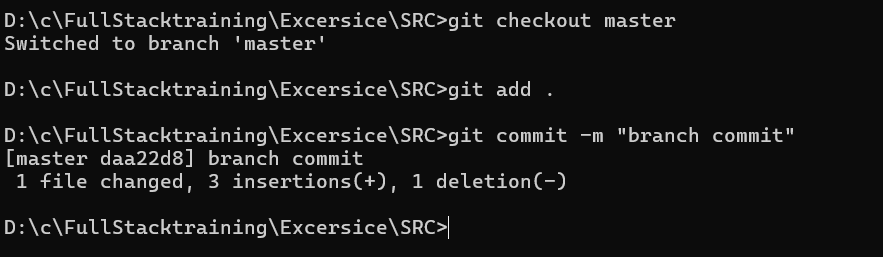 D:\c\FullStacktraining\Excersice\SRC>git checkout master
Switched to branch 'master'
D:\c\FullStacktraining\Excersice\SRC>git add .
D:\c\FullStacktraining\Excersice\SRC>git commit -m "branch commit"
[master daa22d8] branch commit
 1 file changed, 3 insertions(+), 1 deletion(-)
D:\c\FullStacktraining\Excersice\SRC>